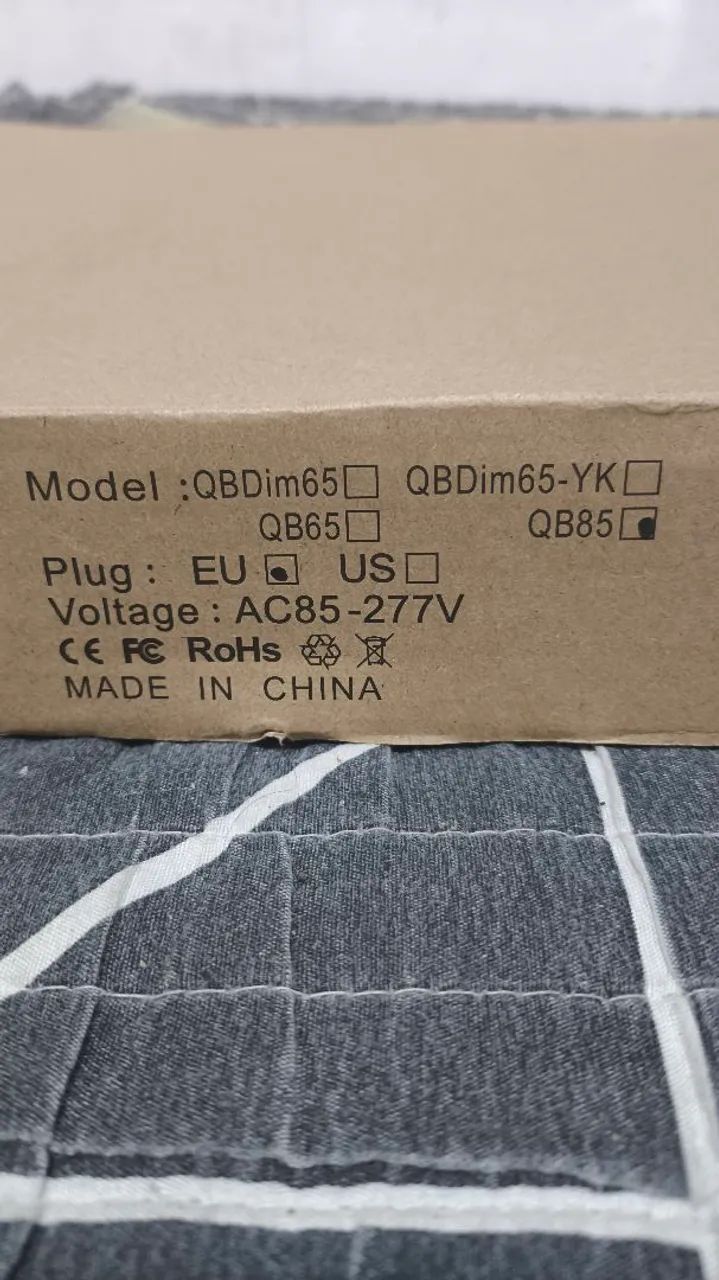 Model :QBDim65☐ QBDim65-YK☐
QB65☐ QB85☑
Plug : EU☑ US☐
Voltage : AC85-277V
CE FC RoHs
MADE IN CHINA